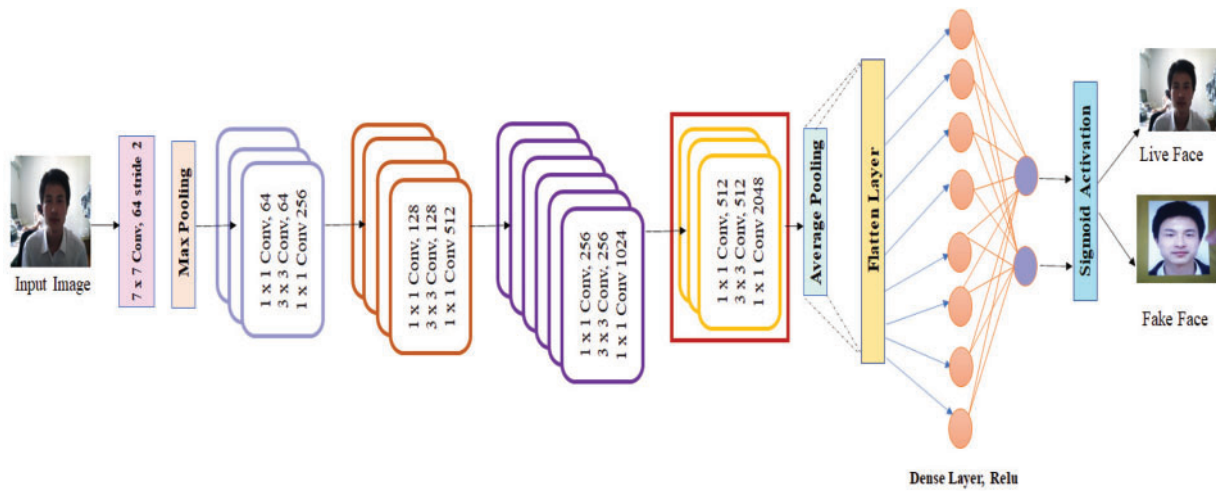 Input Image
7 x 7 Conv, 64 stride 2
Max Pooling
1 x 1 Conv, 64
3 x 3 Conv, 64
1 x 1 Conv 256
1 x 1 Conv, 128
3 x 3 Conv, 128
1 x 1 Conv 512
1 x 1 Conv, 256
3 x 3 Conv, 256
1 x 1 Conv 1024
1 x 1 Conv, 512
3 x 3 Conv, 512
1 x 1 Conv 2048
Average Pooling
Flatten Layer
Dense Layer, Relu
Sigmoid Activation
Live Face
Fake Face